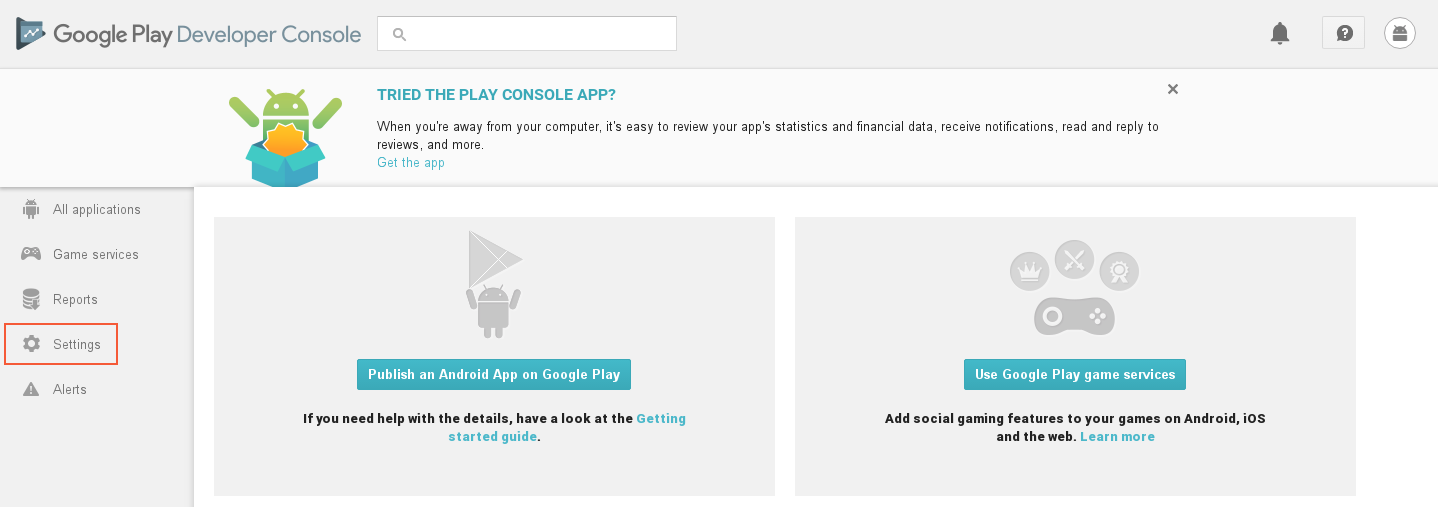 Google Play Developer Console
TRIED THE PLAY CONSOLE APP?
When you're away from your computer, it's easy to review your app's statistics and financial data, receive notifications, read and reply to
reviews, and more.
Get the app
All applications
Game services
Reports
Settings
Alerts
Publish an Android App on Google Play
If you need help with the details, have a look at the Getting
started guide.
Use Google Play game services
Add social gaming features to your games on Android, iOS
and the web. Learn more